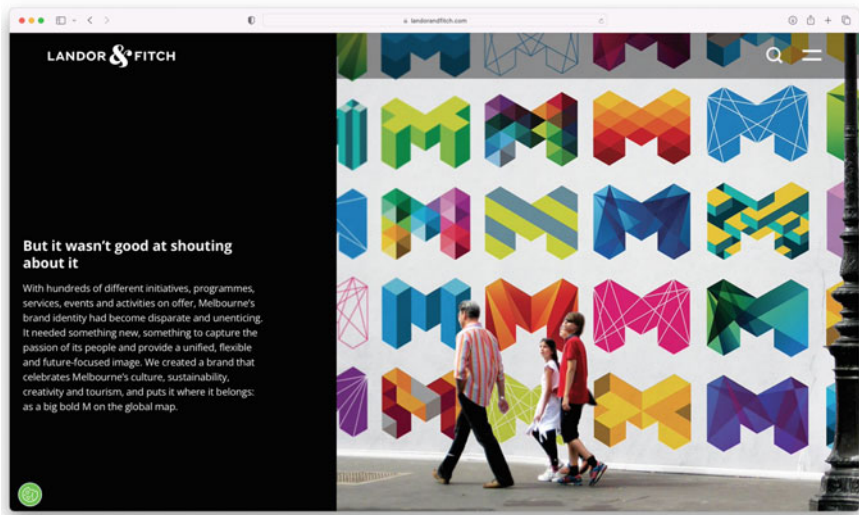 landorandfitch.com
LANDOR & FITCH
But it wasn't good at shouting
about it
With hundreds of different initiatives, programmes,
services, events and activities on offer, Melbourne's
brand identity had become disparate and unenticing.
It needed something new, something to capture the
passion of its people and provide a unified, flexible
and future-focused image. We created a brand that
celebrates Melbourne's culture, sustainability,
creativity and tourism, and puts it where it belongs:
as a big bold M on the global map.
M M M M M
M M M M M
M M M M M
M M M M M
M M M M M